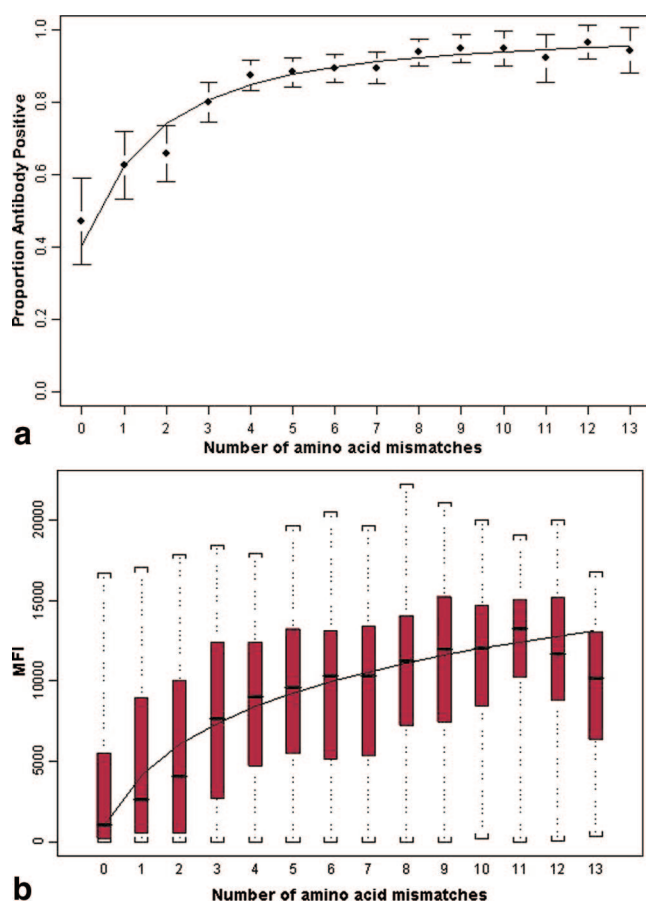 1.0
0.8
0.6
0.4
0.2
0.0
Proportion Antibody Positive
0 1 2 3 4 5 6 7 8 9 10 11 12 13
Number of amino acid mismatches
a
20000
15000
10000
5000
0
MFI
0 1 2 3 4 5 6 7 8 9 10 11 12 13
Number of amino acid mismatches
b